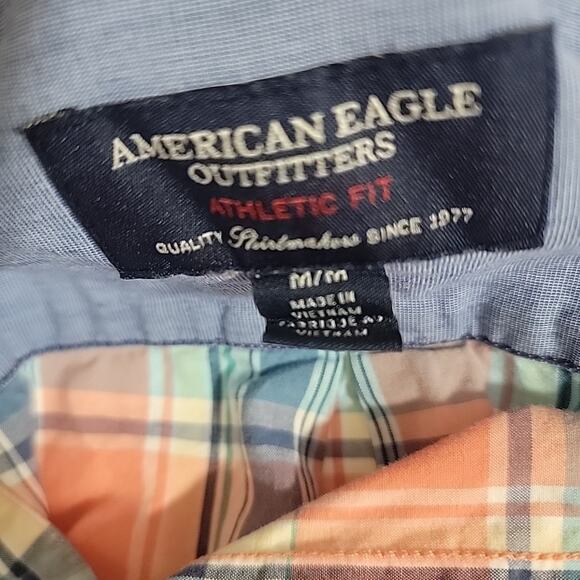 AMERICAN EAGLE
OUTFITTERS
ATHLETIC FIT
QUALITY Shirtmakers SINCE 1977
M/M
MADE IN
VIETNAM
FABRIQUE AU
VIETNAM